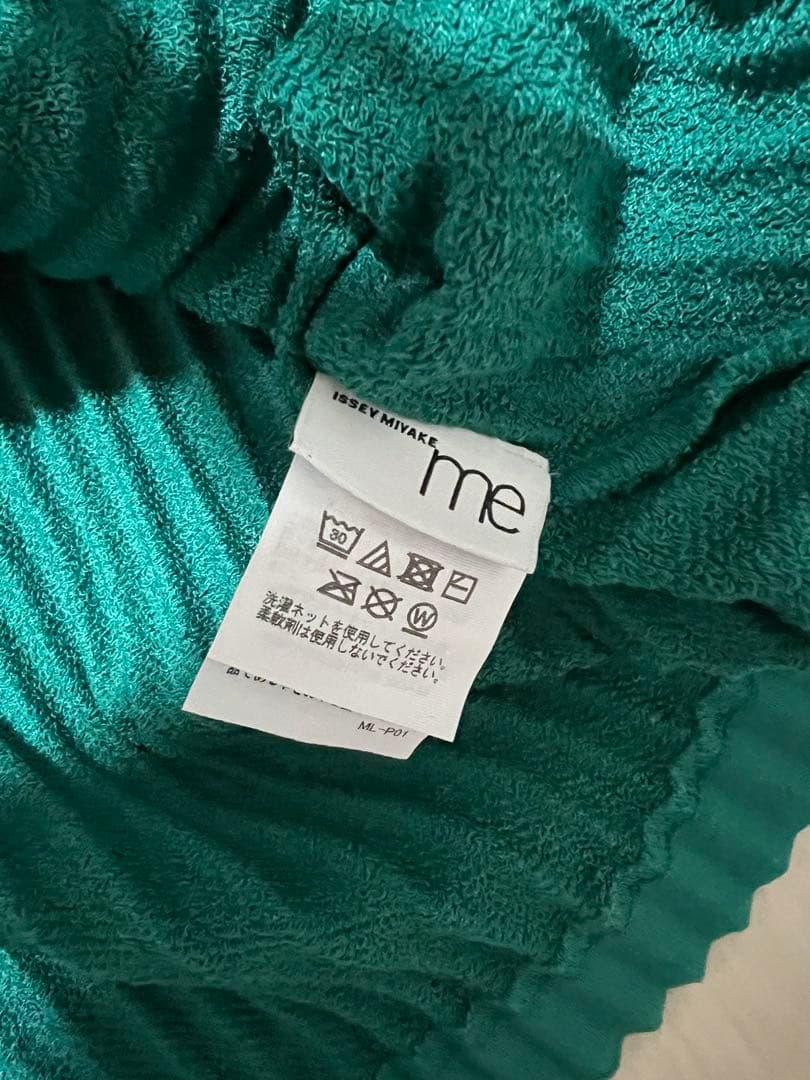 ISSEY MIYAKE
me
30
W
洗濯ネットを使用してください。
柔軟剤は使用しないでください。
ML-P01